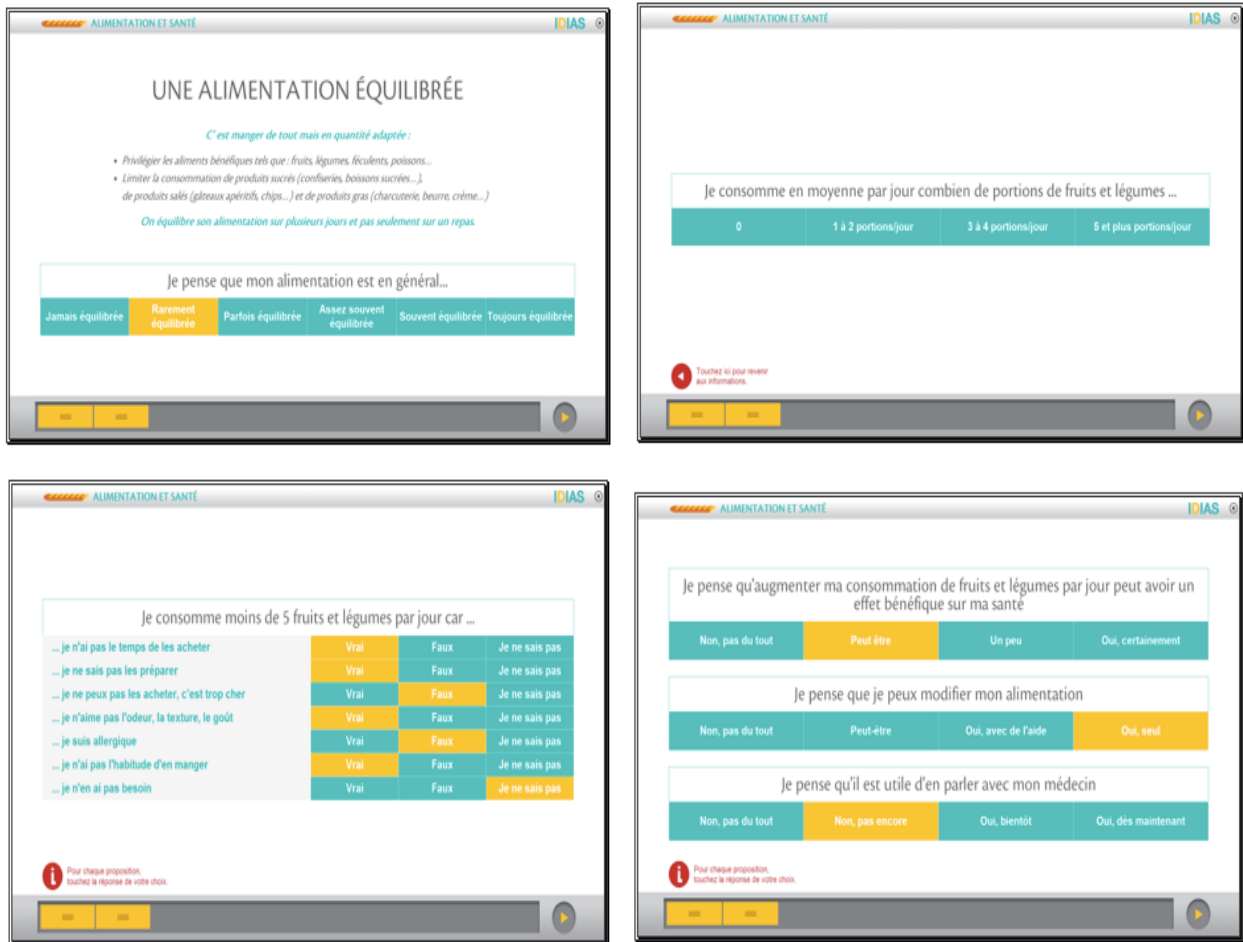 ALIMENTATION ET SANTÉ
IDIAS
UNE ALIMENTATION ÉQUILIBRÉE
C' est manger de tout mais en quantité adaptée :
• Privilégier les aliments bénéfiques tels que : fruits, légumes, féculents, poissons...
• Limiter la consommation de produits sucrés (confiseries, boissons sucrées...),
de produits salés (gâteaux apéritifs, chips...) et de produits gras (charcuterie, beurre, crème...)
On équilibre son alimentation sur plusieurs jours et pas seulement sur un repas.
Je pense que mon alimentation est en général...
Jamais équilibrée
Rarement
équilibrée
Parfois équilibrée
Assez souvent
équilibrée
Souvent équilibrée
Toujours équilibrée
ALIMENTATION ET SANTÉ
IDIAS
Je consomme en moyenne par jour combien de portions de fruits et légumes ...
0
1 à 2 portions/jour
3 à 4 portions/jour
5 et plus portions/jour
Touchez ici pour revenir
aux informations.
ALIMENTATION ET SANTÉ
IDIAS
Je consomme moins de 5 fruits et légumes par jour car ...
... je n'ai pas le temps de les acheter Vrai Faux Je ne sais pas
... je ne sais pas les préparer Vrai Faux Je ne sais pas
... je ne peux pas les acheter, c'est trop cher Vrai Faux Je ne sais pas
... je n'aime pas l'odeur, la texture, le goût Vrai Faux Je ne sais pas
... je suis allergique Vrai Faux Je ne sais pas
... je n'ai pas l'habitude d'en manger Vrai Faux Je ne sais pas
... je n'en ai pas besoin Vrai Faux Je ne sais pas
Pour chaque proposition,
touchez la réponse de votre choix.
ALIMENTATION ET SANTÉ
IDIAS
Je pense qu'augmenter ma consommation de fruits et légumes par jour peut avoir un
effet bénéfique sur ma santé
Non, pas du tout Peut être Un peu Oui, certainement
Je pense que je peux modifier mon alimentation
Non, pas du tout Peut-être Oui, avec de l'aide Oui, seul
Je pense qu'il est utile d'en parler avec mon médecin
Non, pas du tout Non, pas encore Oui, bientôt Oui, dès maintenant
Pour chaque proposition,
touchez la réponse de votre choix.